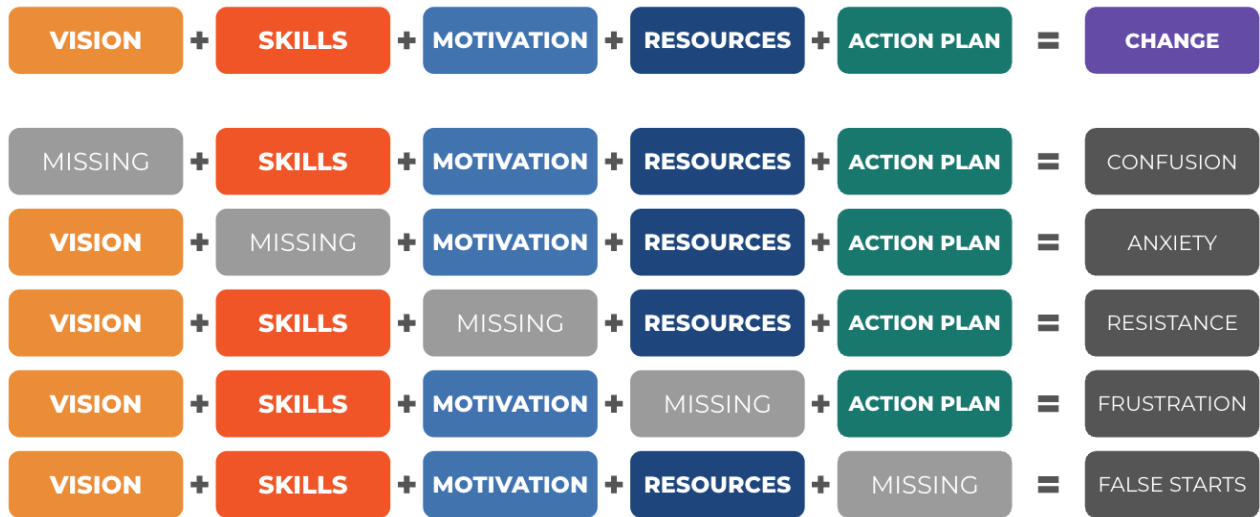 VISION + SKILLS + MOTIVATION + RESOURCES + ACTION PLAN = CHANGE
MISSING + SKILLS + MOTIVATION + RESOURCES + ACTION PLAN = CONFUSION
VISION + MISSING + MOTIVATION + RESOURCES + ACTION PLAN = ANXIETY
VISION + SKILLS + MISSING + RESOURCES + ACTION PLAN = RESISTANCE
VISION + SKILLS + MOTIVATION + MISSING + ACTION PLAN = FRUSTRATION
VISION + SKILLS + MOTIVATION + RESOURCES + MISSING = FALSE STARTS